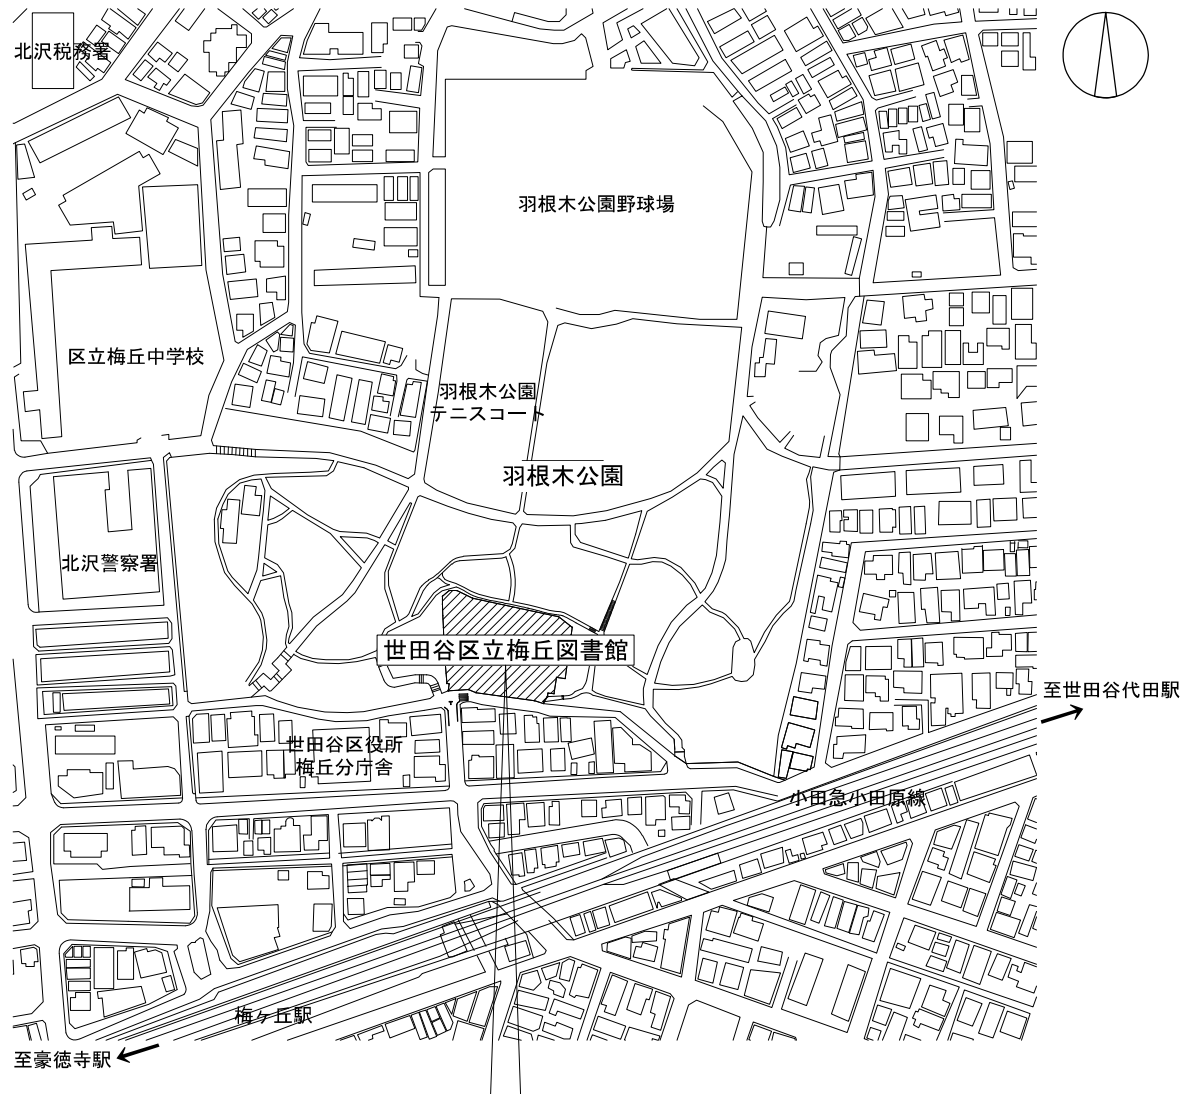 北沢税務署
羽根木公園野球場
区立梅丘中学校
羽根木公園
テニスコート
羽根木公園
北沢警察署
世田谷区立梅丘図書館
至世田谷代田駅
世田谷区役所
梅丘分庁舎
小田急小田原線
梅ヶ丘駅
至豪徳寺駅